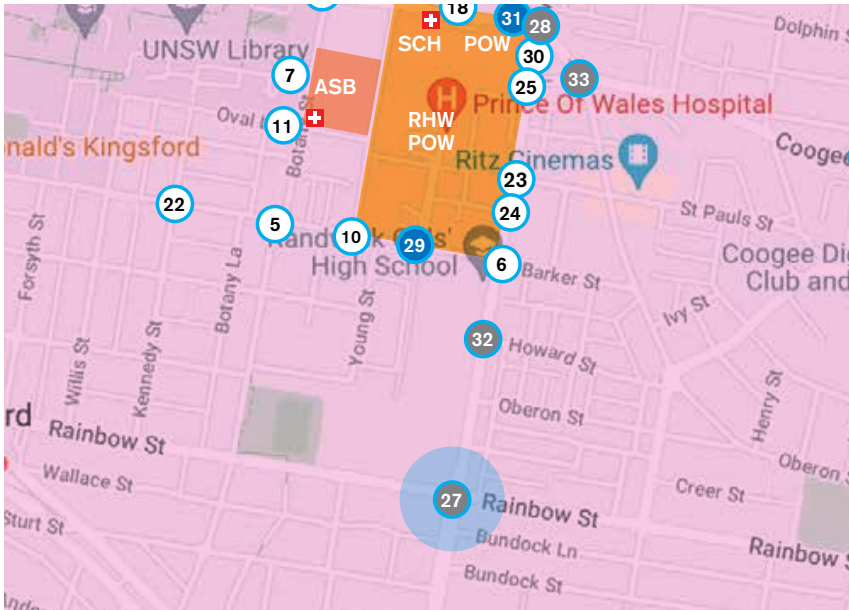 18
31
28
Dolphin S
UNSW Library
SCH
POW
30
7
ASB
25
33
Prince Of Wales Hospital
Oval
11
RHW
POW
Botany St
nald's Kingsford
Ritz Cinemas
Coogee
23
22
24
St Pauls St
5
10
29
Randwick Girls'
High School
6
Barker St
Coogee Di
Club and
Forsyth St
Botany La
Young St
Ivy St
32
Howard St
Willis St
Kennedy St
Henry St
Oberon St
rd
Rainbow St
Oberon S
Wallace St
Creer St
27
Rainbow St
Sturt St
Bundock Ln
Rainbow S
Bundock St